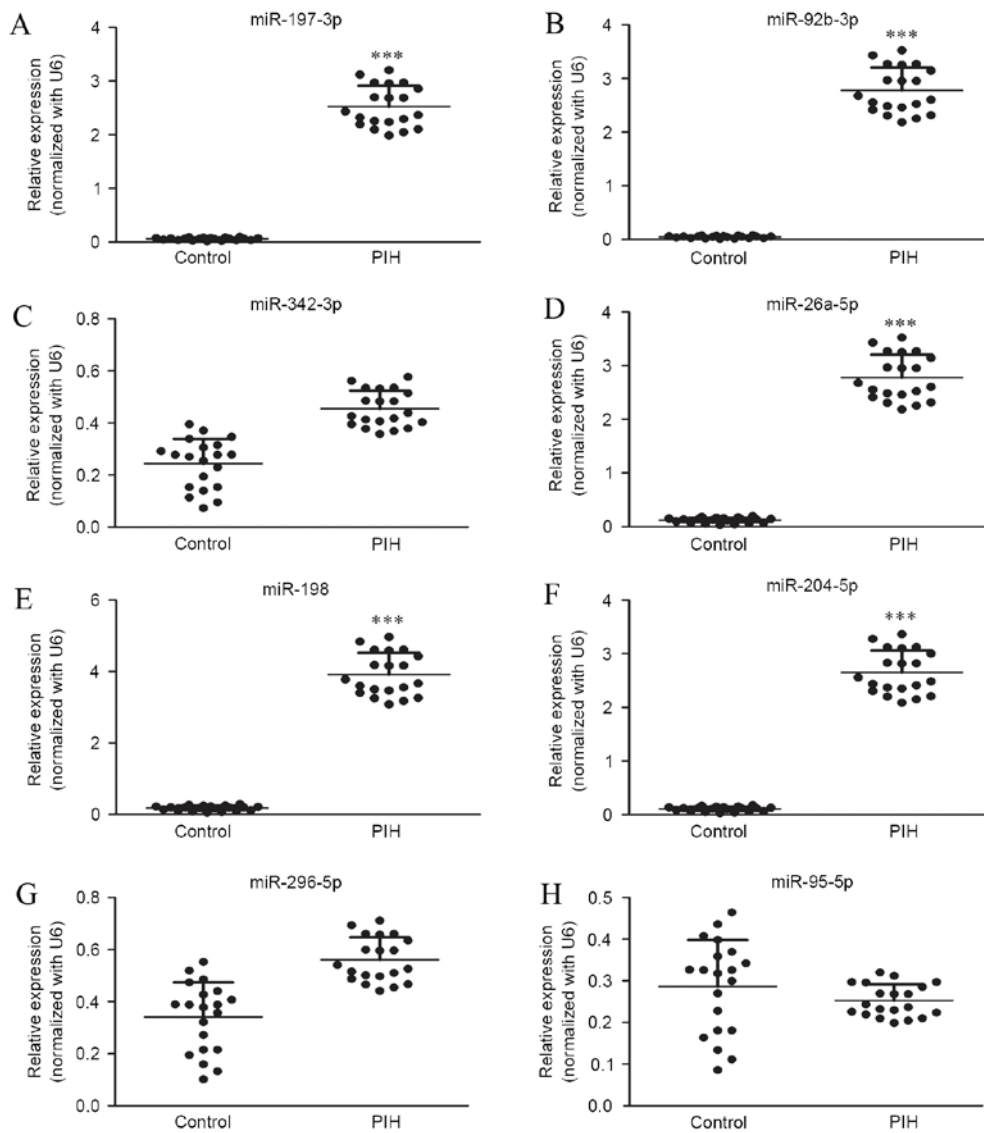 A
miR-197-3p
***
Relative expression
(normalized with U6)
4
3
2
1
0
Control
PIH
B
miR-92b-3p
***
Relative expression
(normalized with U6)
4
3
2
1
0
Control
PIH
C
miR-342-3p
Relative expression
(normalized with U6)
0.8
0.6
0.4
0.2
0.0
Control
PIH
D
miR-26a-5p
***
Relative expression
(normalized with U6)
4
3
2
1
0
Control
PIH
E
miR-198
***
Relative expression
(normalized with U6)
6
4
2
0
Control
PIH
F
miR-204-5p
***
Relative expression
(normalized with U6)
4
3
2
1
0
Control
PIH
G
miR-296-5p
Relative expression
(normalized with U6)
0.8
0.6
0.4
0.2
0.0
Control
PIH
H
miR-95-5p
Relative expression
(normalized with U6)
0.5
0.4
0.3
0.2
0.1
0.0
Control
PIH